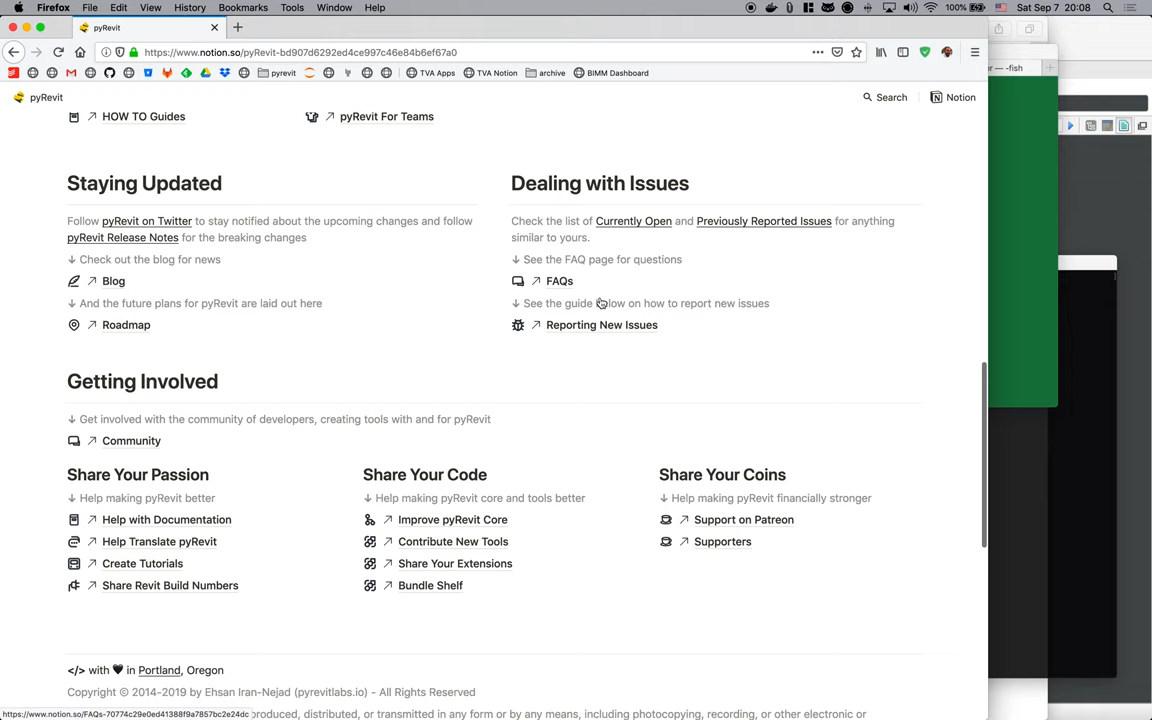 Firefox File Edit View History Bookmarks Tools Window Help 100% Sat Sep 7 20:08
pyRevit
— -fish
https://www.notion.so/pyRevit-bd907d6292ed4ce997c46e84b6ef67a0
pyrevit TVA Apps TVA Notion archive BIMM Dashboard
pyRevit Search Notion
HOW TO Guides pyRevit For Teams
Staying Updated
Follow pyRevit on Twitter to stay notified about the upcoming changes and follow
pyRevit Release Notes for the breaking changes
↓ Check out the blog for news
↗ Blog
↓ And the future plans for pyRevit are laid out here
↗ Roadmap
Dealing with Issues
Check the list of Currently Open and Previously Reported Issues for anything
similar to yours.
↓ See the FAQ page for questions
↗ FAQs
↓ See the guide below on how to report new issues
↗ Reporting New Issues
Getting Involved
↓ Get involved with the community of developers, creating tools with and for pyRevit
↗ Community
Share Your Passion
↓ Help making pyRevit better
↗ Help with Documentation
↗ Help Translate pyRevit
↗ Create Tutorials
↗ Share Revit Build Numbers
Share Your Code
↓ Help making pyRevit core and tools better
↗ Improve pyRevit Core
↗ Contribute New Tools
↗ Share Your Extensions
↗ Bundle Shelf
Share Your Coins
↓ Help making pyRevit financially stronger
↗ Support on Patreon
↗ Supporters
</> with 🖤 in Portland, Oregon
Copyright © 2014-2019 by Ehsan Iran-Nejad (pyrevitlabs.io) - All Rights Reserved
produced, distributed, or transmitted in any form or by any means, including photocopying, recording, or other electronic or
https://www.notion.so/FAQs-70774c29e0ed41388f9a7857bc2e24dc